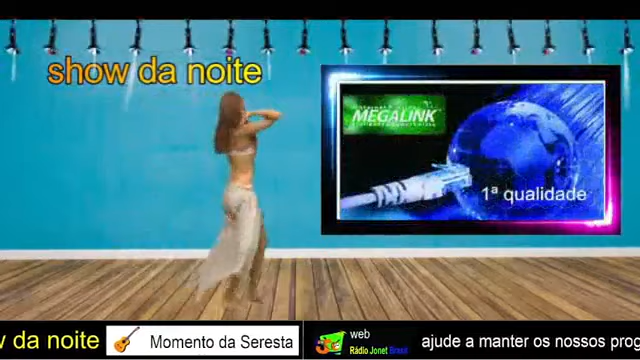 show da noite
MEGALINK
1ª qualidade
w da noite
Momento da Seresta
web
Rádio Jonet Brasil
ajude a manter os nossos prog